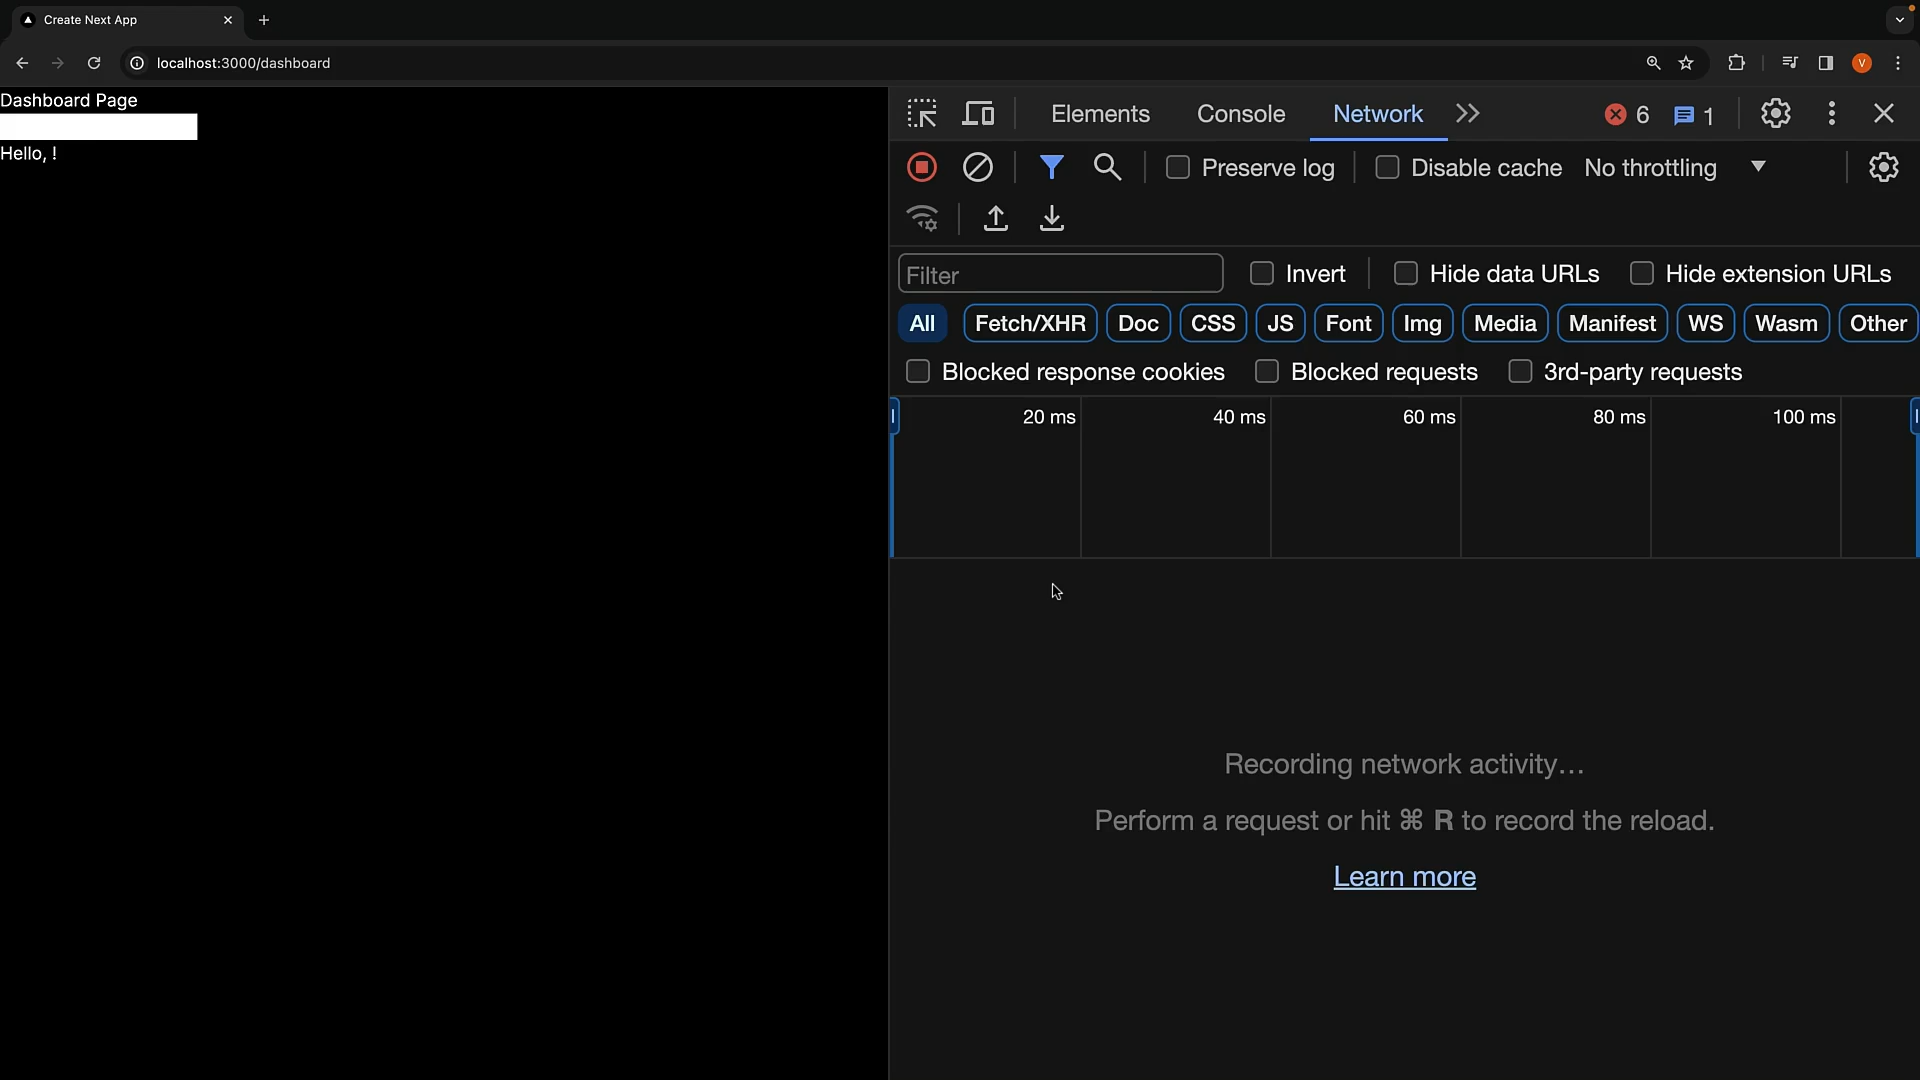 Create Next App
localhost:3000/dashboard
V
Dashboard Page
Hello, !
Elements Console Network 6 1
Preserve log Disable cache No throttling
Filter Invert Hide data URLs Hide extension URLs
All Fetch/XHR Doc CSS JS Font Img Media Manifest WS Wasm Other
Blocked response cookies Blocked requests 3rd-party requests
20 ms 40 ms 60 ms 80 ms 100 ms
Recording network activity…
Perform a request or hit ⌘ R to record the reload.
Learn more